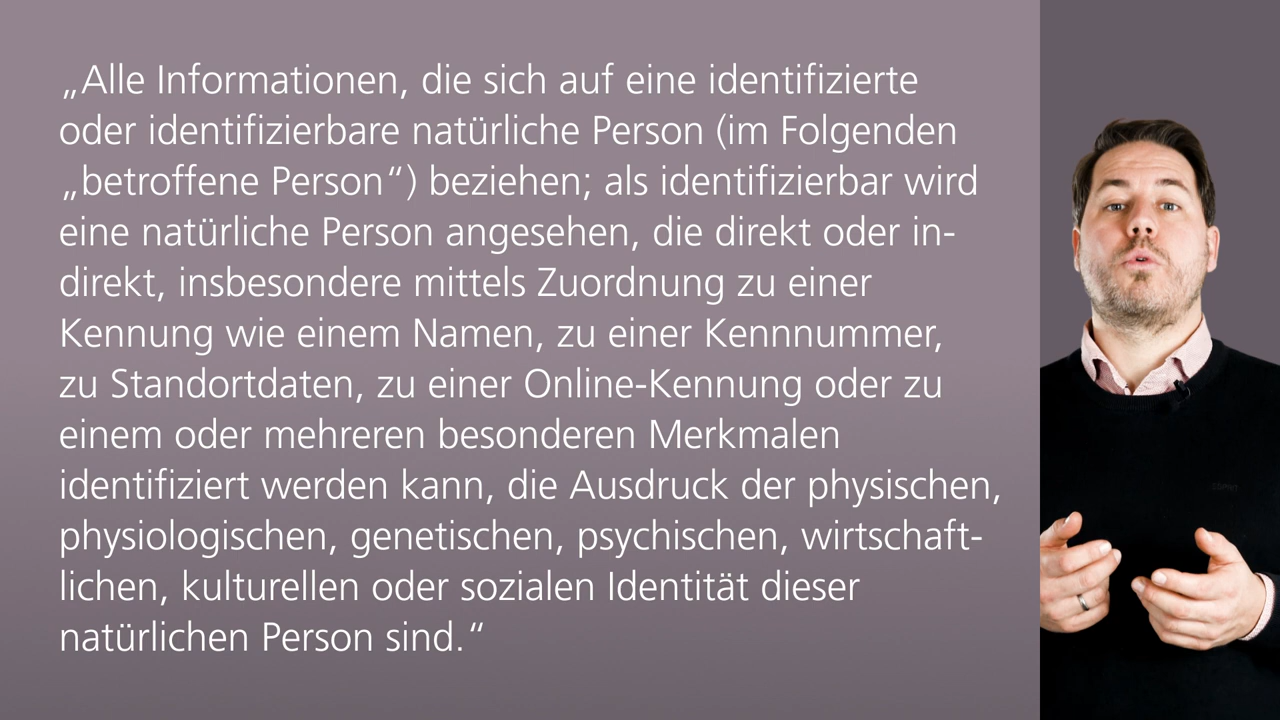 „Alle Informationen, die sich auf eine identifizierte
oder identifizierbare natürliche Person (im Folgenden
„betroffene Person“) beziehen; als identifizierbar wird
eine natürliche Person angesehen, die direkt oder in-
direkt, insbesondere mittels Zuordnung zu einer
Kennung wie einem Namen, zu einer Kennnummer,
zu Standortdaten, zu einer Online-Kennung oder zu
einem oder mehreren besonderen Merkmalen
identifiziert werden kann, die Ausdruck der physischen,
physiologischen, genetischen, psychischen, wirtschaft-
lichen, kulturellen oder sozialen Identität dieser
natürlichen Person sind.“